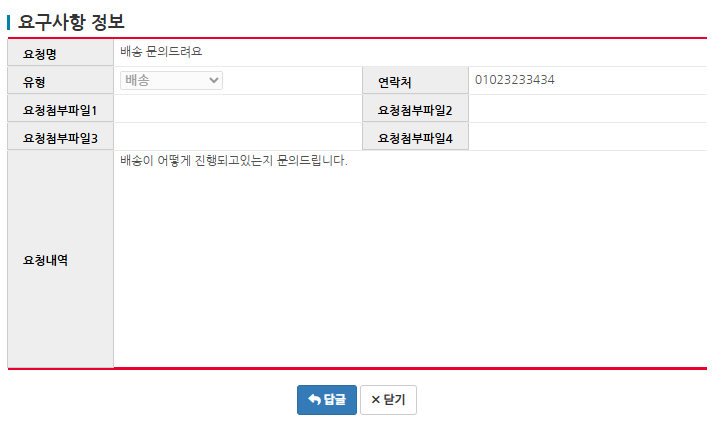 요구사항 정보
요청명 배송 문의드려요
유형 배송 연락처 01023233434
요청첨부파일1 요청첨부파일2
요청첨부파일3 요청첨부파일4
배송이 어떻게 진행되고있는지 문의드립니다.
요청내역
답글 닫기